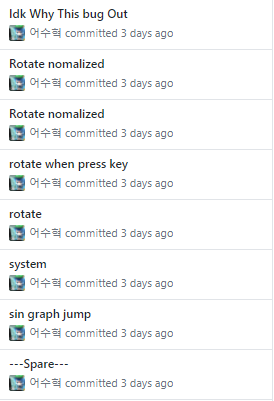 Idk Why This bug Out
어수혁 committed 3 days ago
Rotate nomalized
어수혁 committed 3 days ago
Rotate nomalized
어수혁 committed 3 days ago
rotate when press key
어수혁 committed 3 days ago
rotate
어수혁 committed 3 days ago
system
어수혁 committed 3 days ago
sin graph jump
어수혁 committed 3 days ago
---Spare---
어수혁 committed 3 days ago